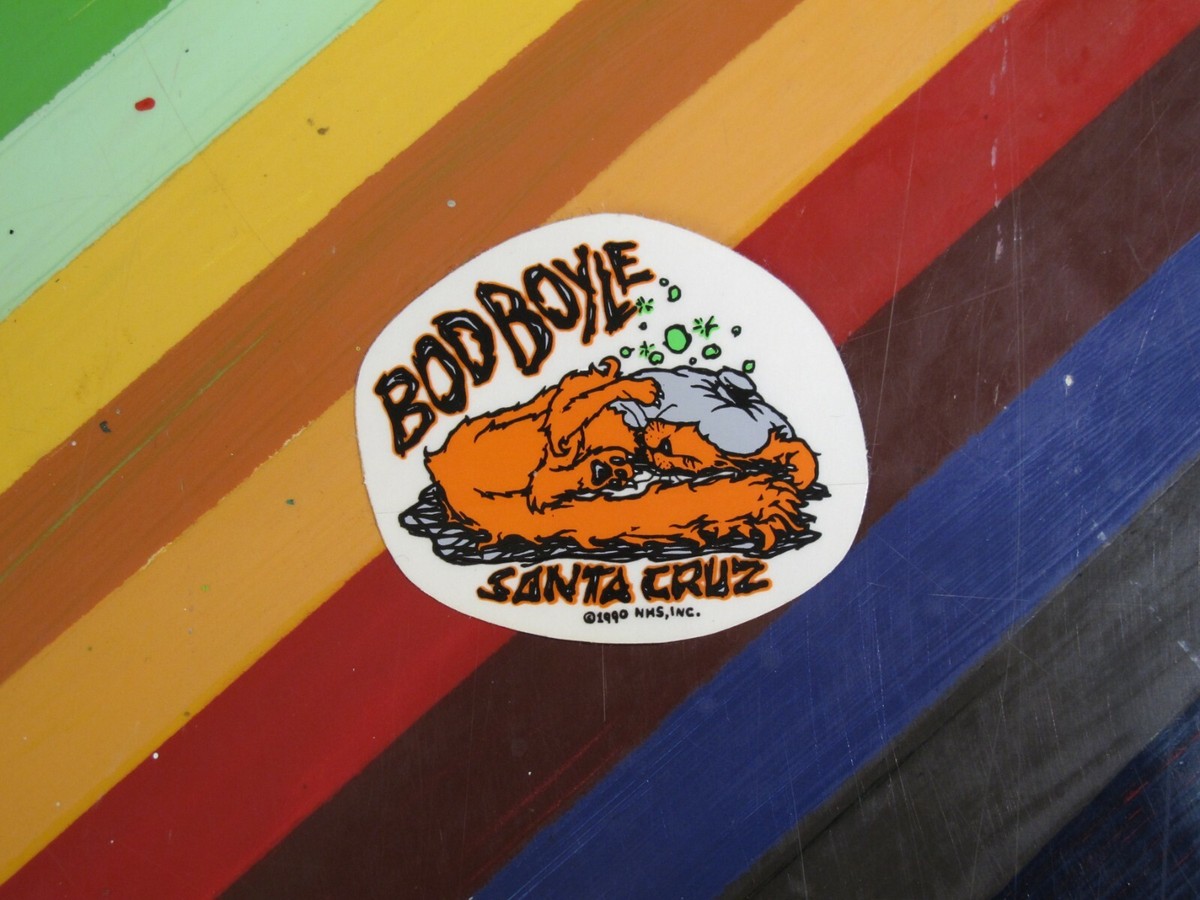 BOD BOYLE
SANTA CRUZ
©1990 NHS, INC.